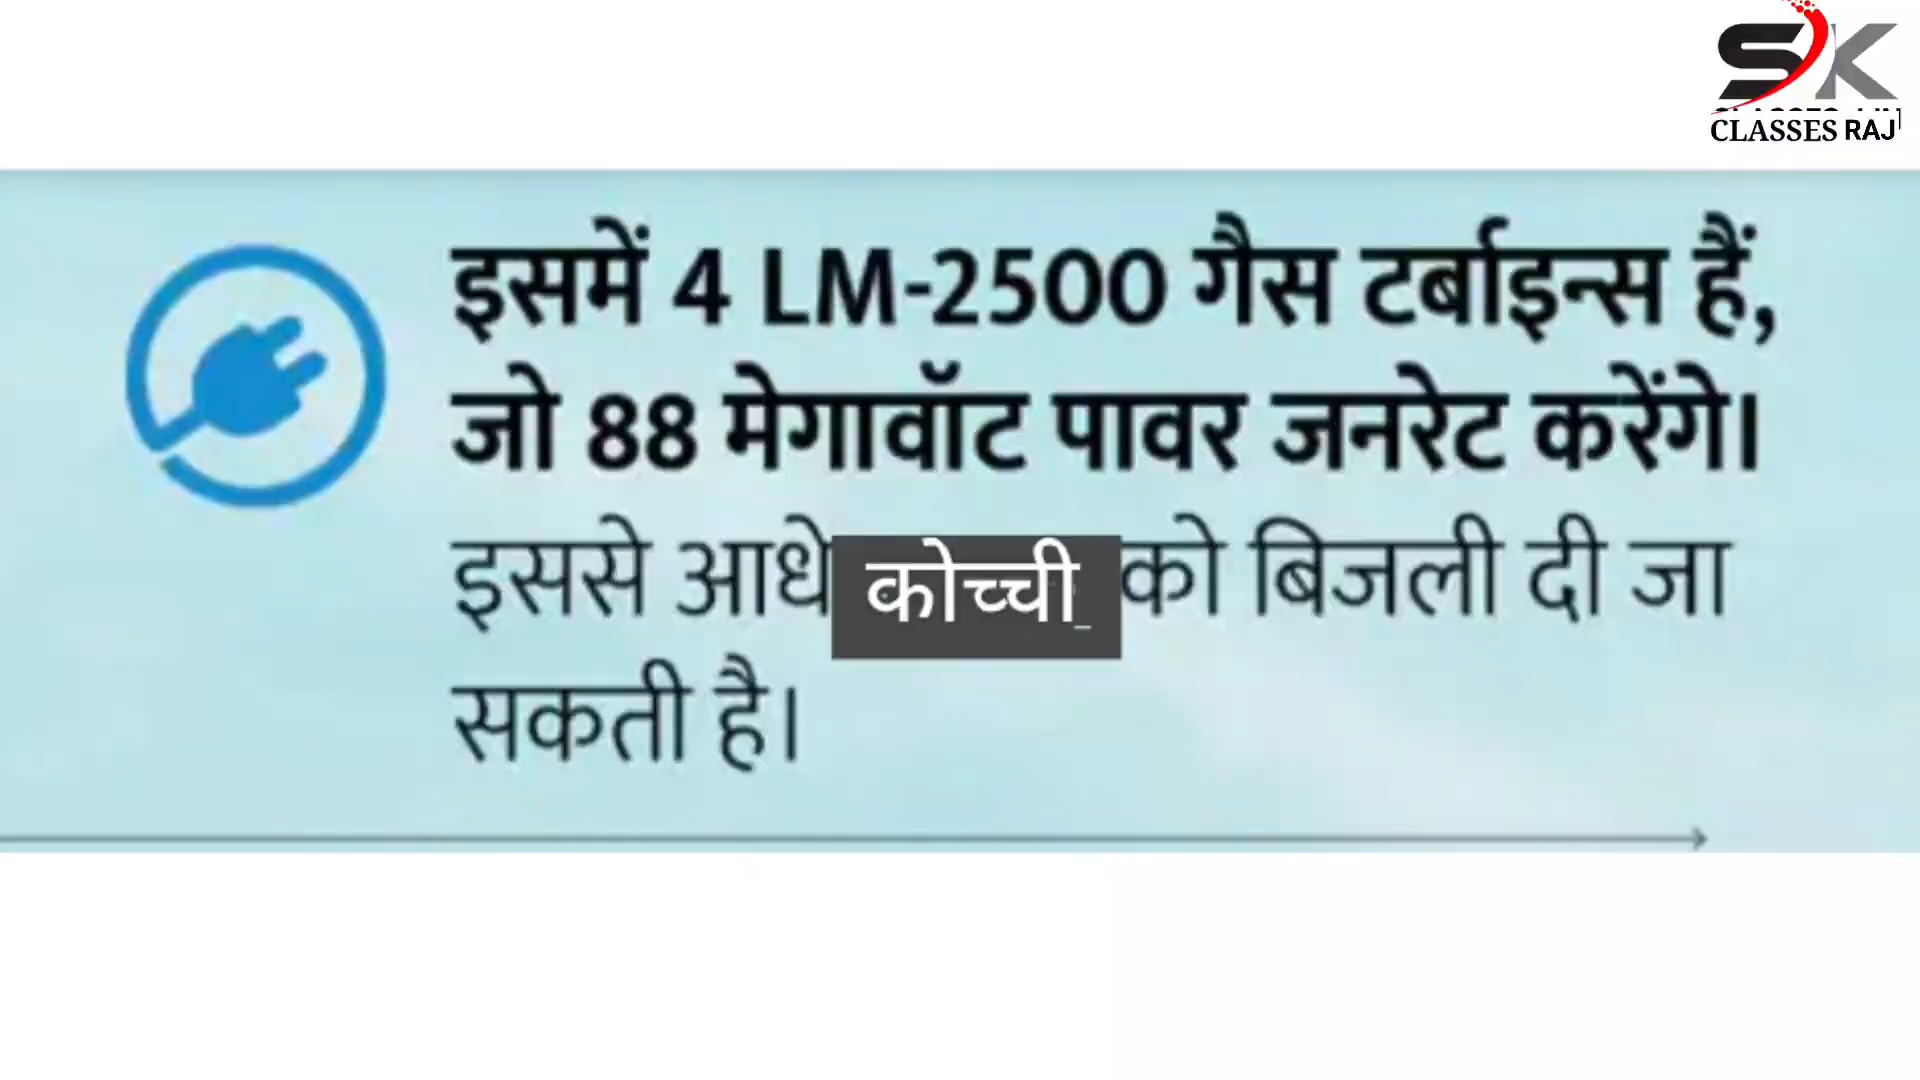 SK
CLASSES RAJ
इसमें 4 LM-2500 गैस टर्बाइन्स हैं,
जो 88 मेगावॉट पावर जनरेट करेंगे।
इससे आधे कोच्ची को बिजली दी जा
सकती है।